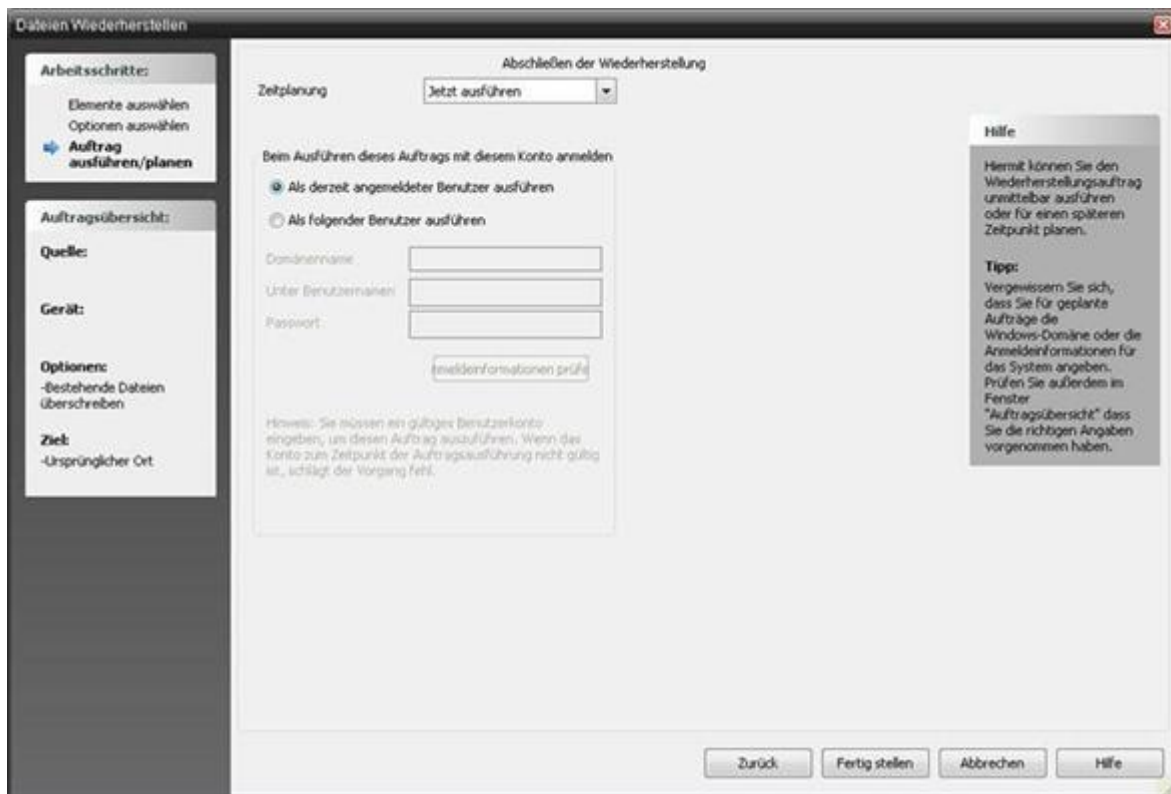 Dateien Wiederherstellen
Arbeitsschritte:
Elemente auswählen
Optionen auswählen
Auftrag
ausführen/planen
Auftragsübersicht:
Quelle:
Gerät:
Optionen:
-Bestehende Dateien
überschreiben
Ziel:
-Ursprünglicher Ort
Abschließen der Wiederherstellung
Zeitplanung
Jetzt ausführen
Beim Ausführen dieses Auftrags mit diesem Konto anmelden
Als derzeit angemeldeter Benutzer ausführen
Als folgender Benutzer ausführen
Domänenname
Unter Benutzernamen
Passwort
nmeldeinformationen prüfe
Hinweis: Sie müssen ein gültiges Benutzerkonto
eingeben, um diesen Auftrag auszuführen. Wenn das
Konto zum Zeitpunkt der Auftragsausführung nicht gültig
ist, schlägt der Vorgang fehl.
Hilfe
Hiermit können Sie den
Wiederherstellungsauftrag
unmittelbar ausführen
oder für einen späteren
Zeitpunkt planen.
Tipp:
Vergewissern Sie sich,
dass Sie für geplante
Aufträge die
Windows-Domäne oder die
Anmeldeinformationen für
das System angeben.
Prüfen Sie außerdem im
Fenster
"Auftragsübersicht" dass
Sie die richtigen Angaben
vorgenommen haben.
Zurück
Fertig stellen
Abbrechen
Hilfe